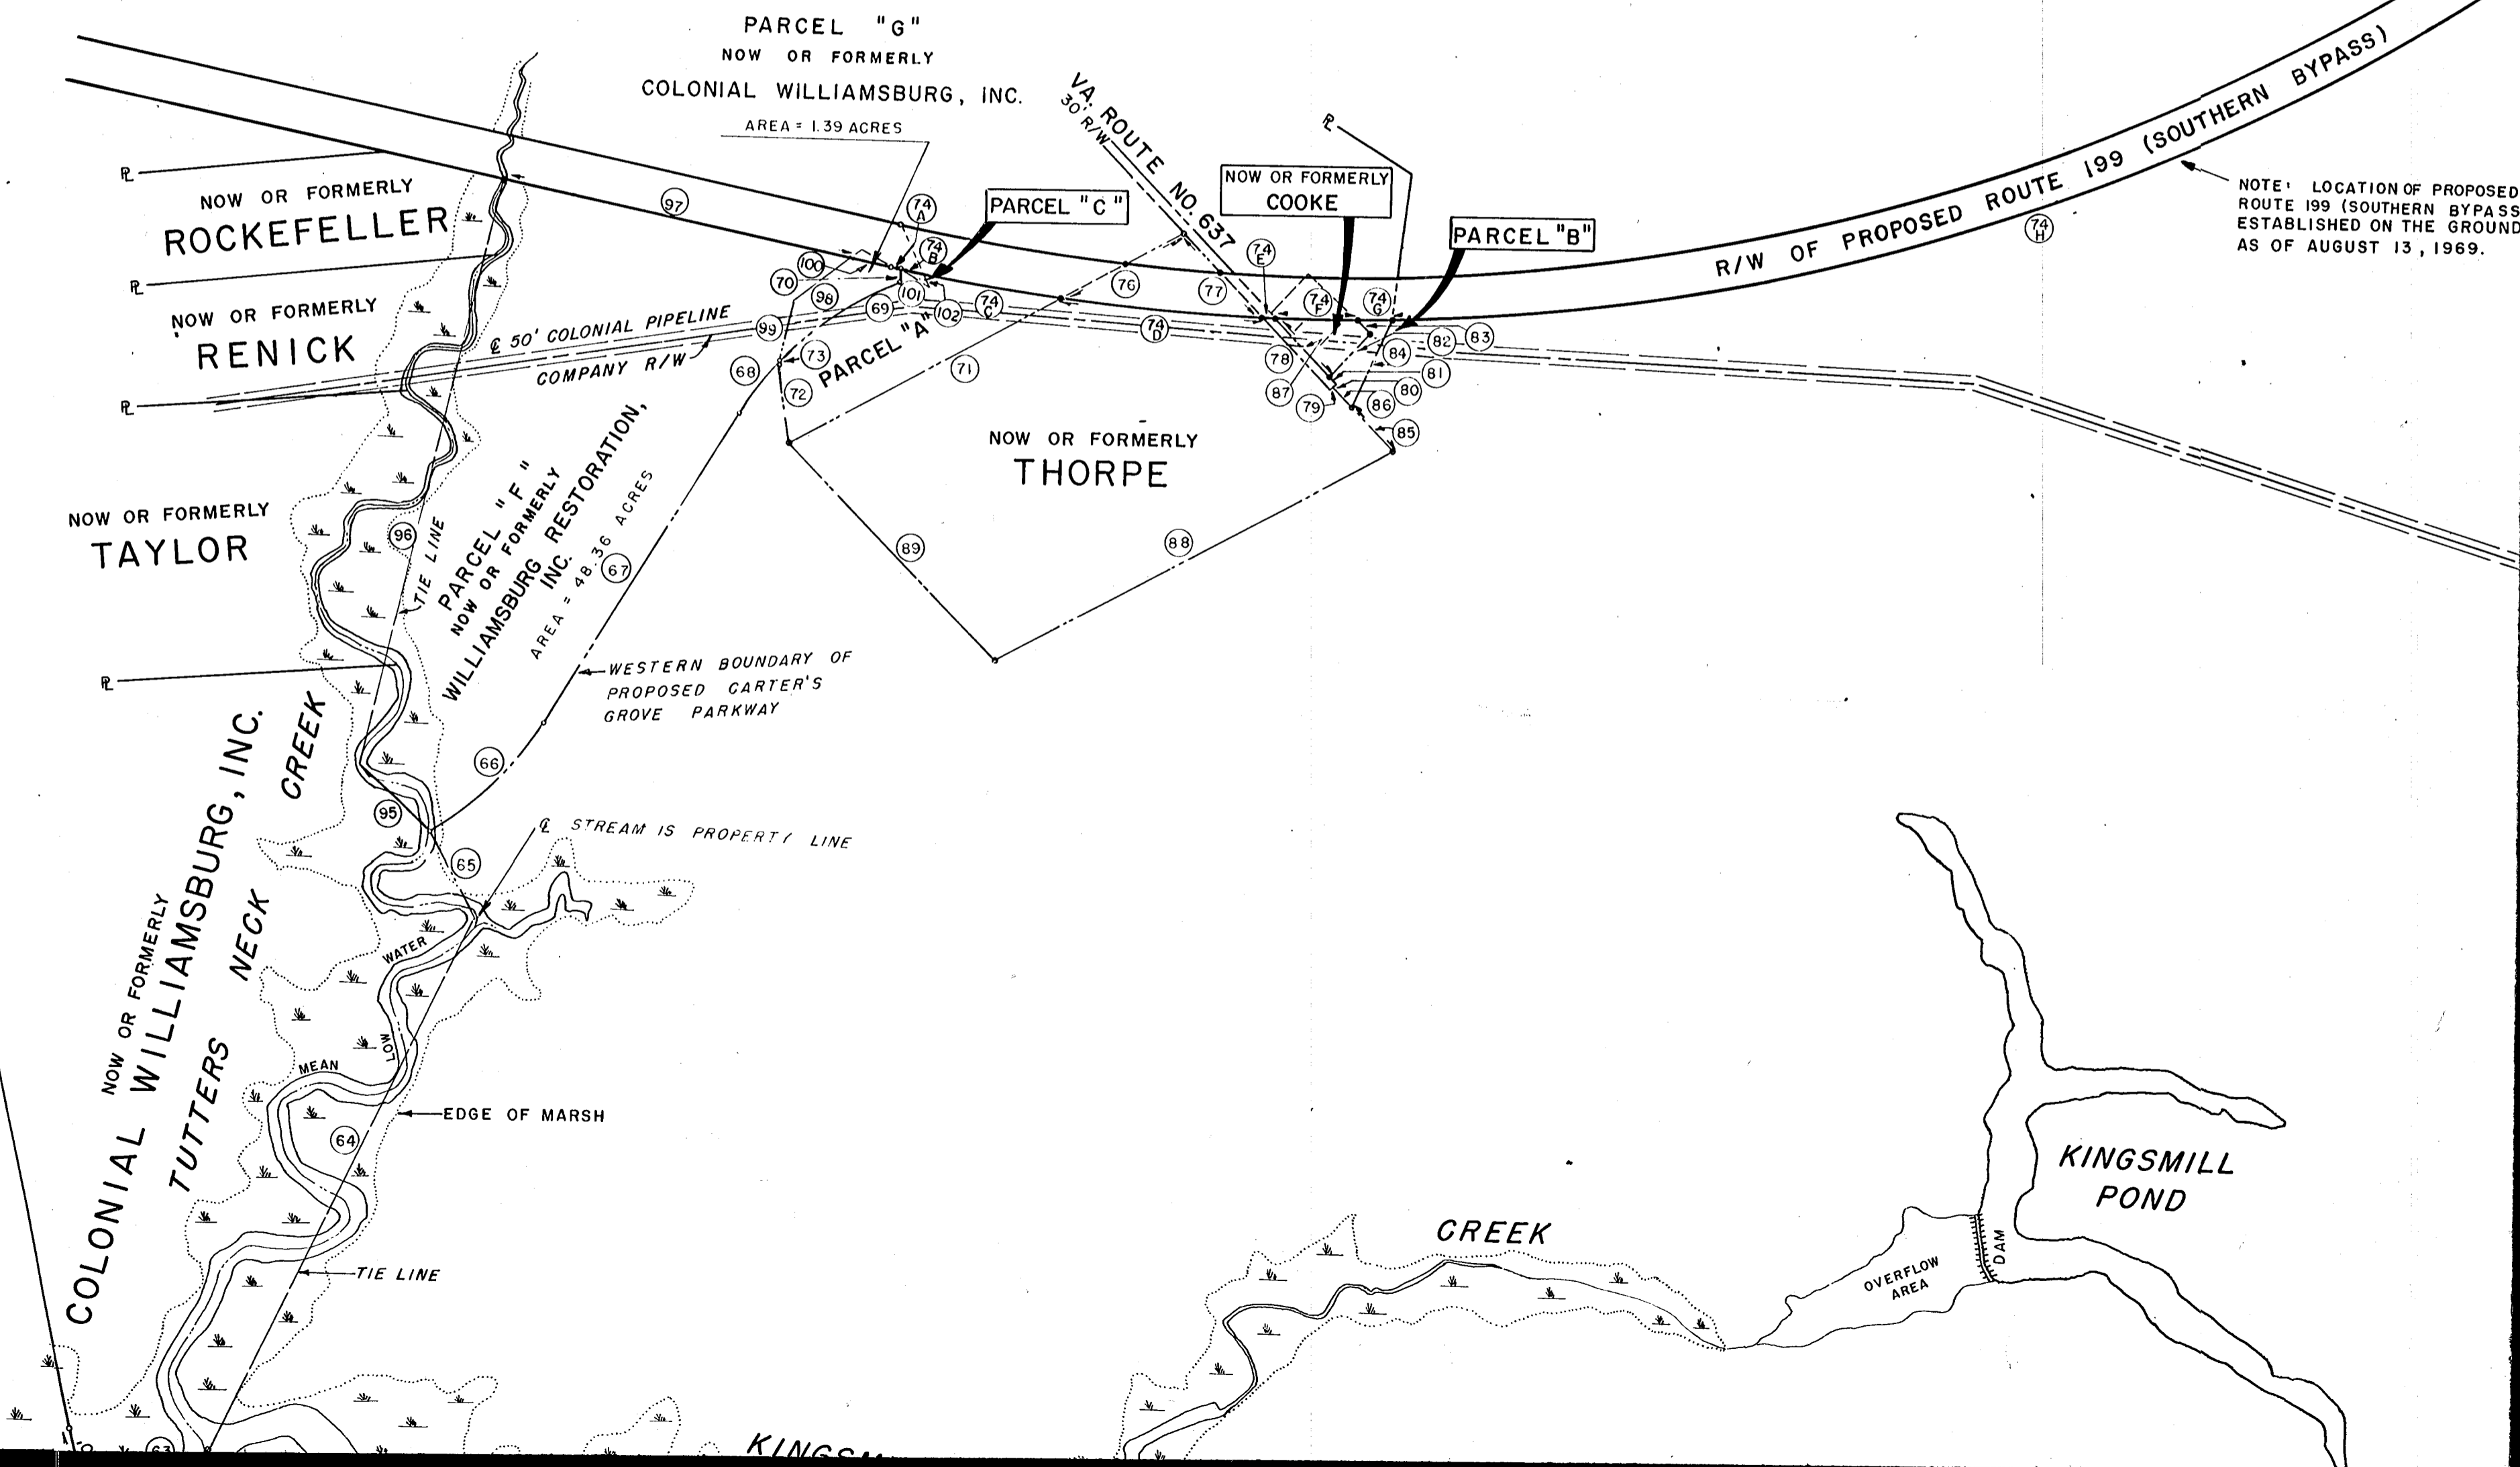 PARCEL "G"
NOW OR FORMERLY
COLONIAL WILLIAMSBURG, INC.
AREA = 1.39 ACRES
VA. ROUTE NO. 637
30' R/W
R/W OF PROPOSED ROUTE 199 (SOUTHERN BYPASS)
NOTE: LOCATION OF PROPOSED
ROUTE 199 (SOUTHERN BYPASS
ESTABLISHED ON THE GROUND
AS OF AUGUST 13, 1969.
74 H
PL
NOW OR FORMERLY
ROCKEFELLER
PL
NOW OR FORMERLY
RENICK
PL
NOW OR FORMERLY
TAYLOR
PL
97
74 A
74 B
PARCEL "C"
NOW OR FORMERLY
COOKE
PARCEL "B"
PL
74 E
100
70
98
99
69
101
102
74 C
76
77
74 D
74 F
74 G
83
82
84
81
80
78
87
79
86
85
℄ 50' COLONIAL PIPELINE
COMPANY R/W
68
73
72
PARCEL "A"
71
NOW OR FORMERLY
THORPE
89
88
PARCEL "F"
NOW OR FORMERLY
WILLIAMSBURG RESTORATION,
INC.
AREA = 48.36 ACRES
67
96
TIE LINE
WESTERN BOUNDARY OF
PROPOSED CARTER'S
GROVE PARKWAY
66
95
65
℄ STREAM IS PROPERTY LINE
NOW OR FORMERLY
COLONIAL WILLIAMSBURG, INC.
TUTTERS NECK CREEK
MEAN LOW WATER
EDGE OF MARSH
64
TIE LINE
63
CREEK
OVERFLOW
AREA
DAM
KINGSMILL
POND
KINGSM